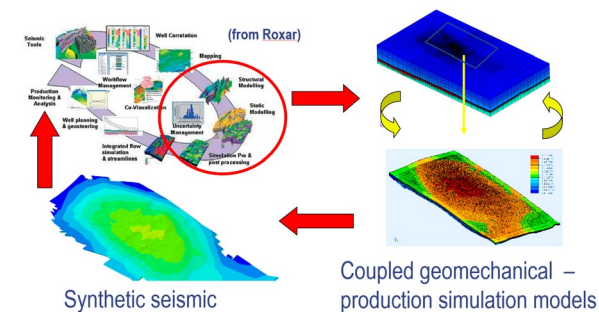 Seismic
Tools
Well Correlation
(from Roxar)
Mapping
Workflow
Management
Structural
Modelling
Production
Monitoring &
Analysis
Co-Visualization
Static
Modelling
Uncertainty
Management
Well planning
& geosteering
Integrated flow
simulation
& streamlines
Simulation Pre &
post processing
Synthetic seismic
Coupled geomechanical –
production simulation models